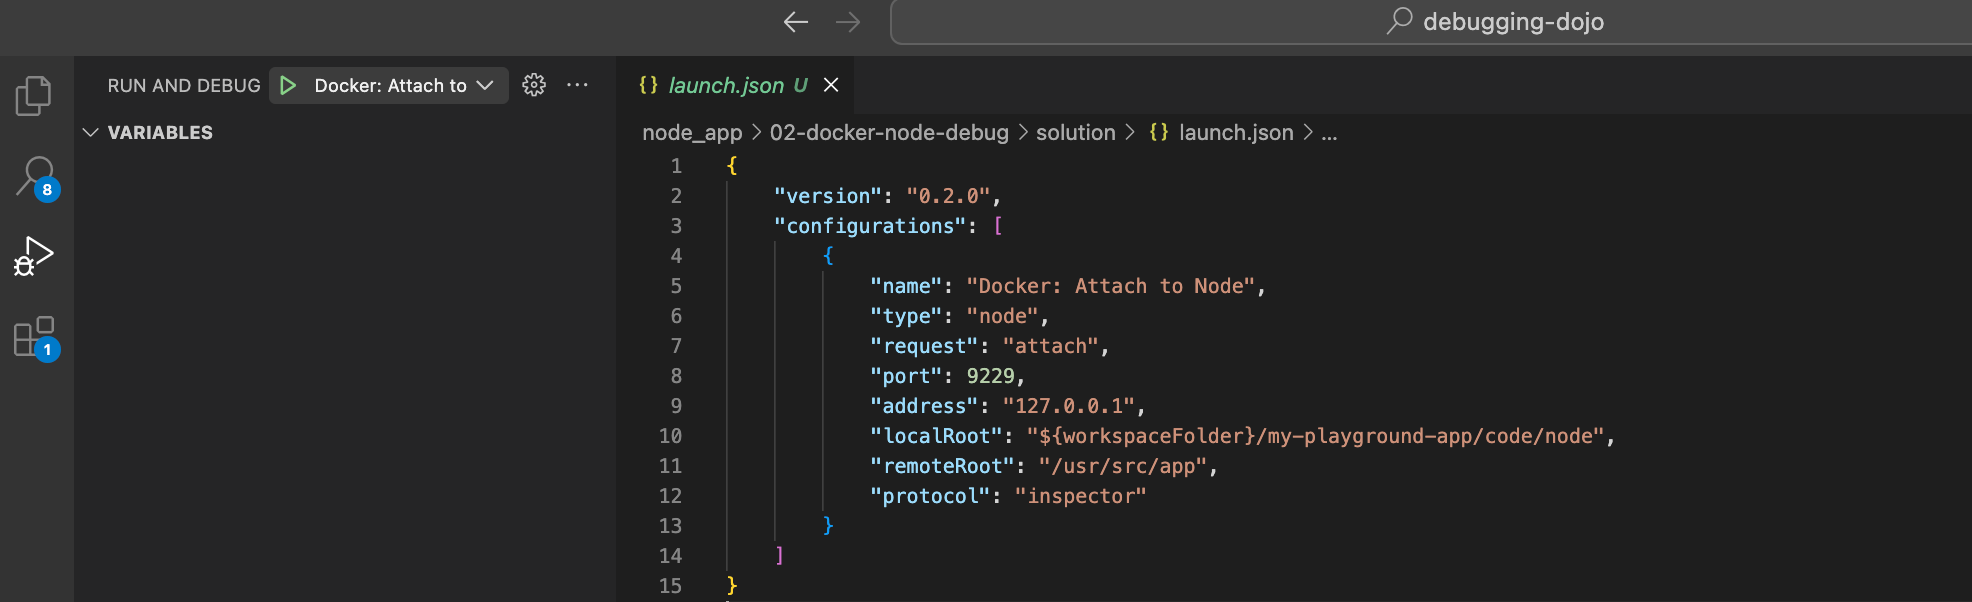 debugging-dojo
RUN AND DEBUG Docker: Attach to
{} launch.json U
VARIABLES
node_app > 02-docker-node-debug > solution > {} launch.json > ...
1 {
2 "version": "0.2.0",
3 "configurations": [
4 {
5 "name": "Docker: Attach to Node",
6 "type": "node",
7 "request": "attach",
8 "port": 9229,
9 "address": "127.0.0.1",
10 "localRoot": "${workspaceFolder}/my-playground-app/code/node",
11 "remoteRoot": "/usr/src/app",
12 "protocol": "inspector"
13 }
14 ]
15 }
8
1